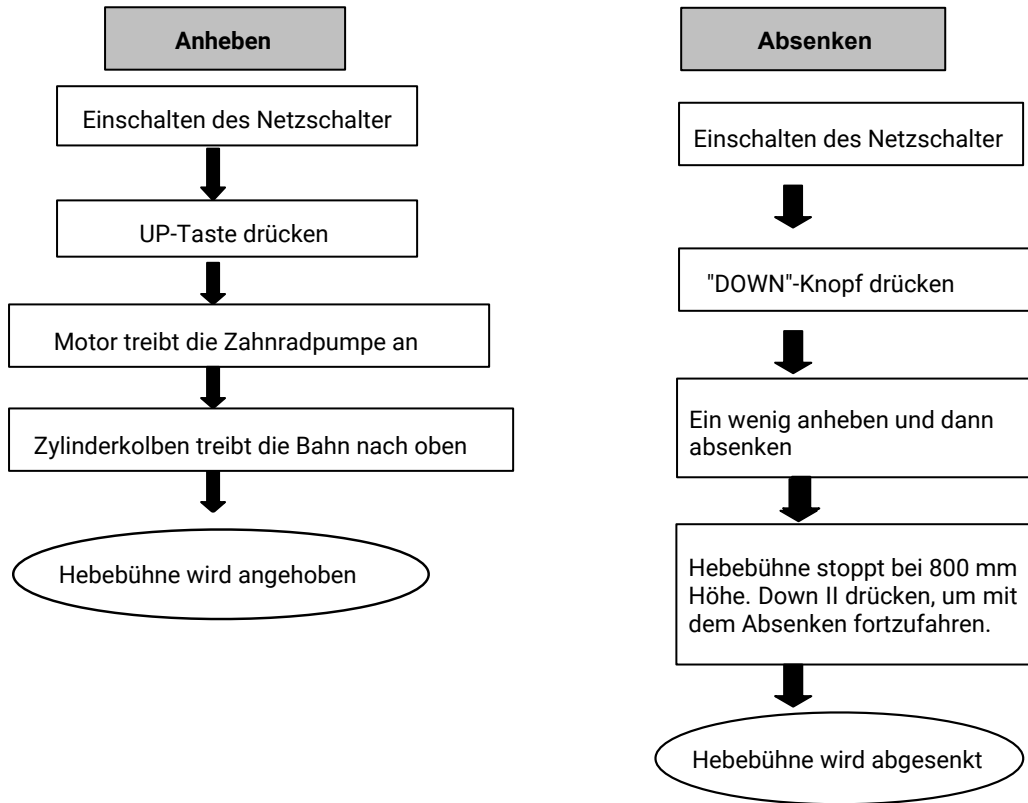 Anheben
Einschalten des Netzschalter
UP-Taste drücken
Motor treibt die Zahnradpumpe an
Zylinderkolben treibt die Bahn nach oben
Hebebühne wird angehoben
Absenken
Einschalten des Netzschalter
"DOWN"-Knopf drücken
Ein wenig anheben und dann
absenken
Hebebühne stoppt bei 800 mm
Höhe. Down II drücken, um mit
dem Absenken fortzufahren.
Hebebühne wird abgesenkt